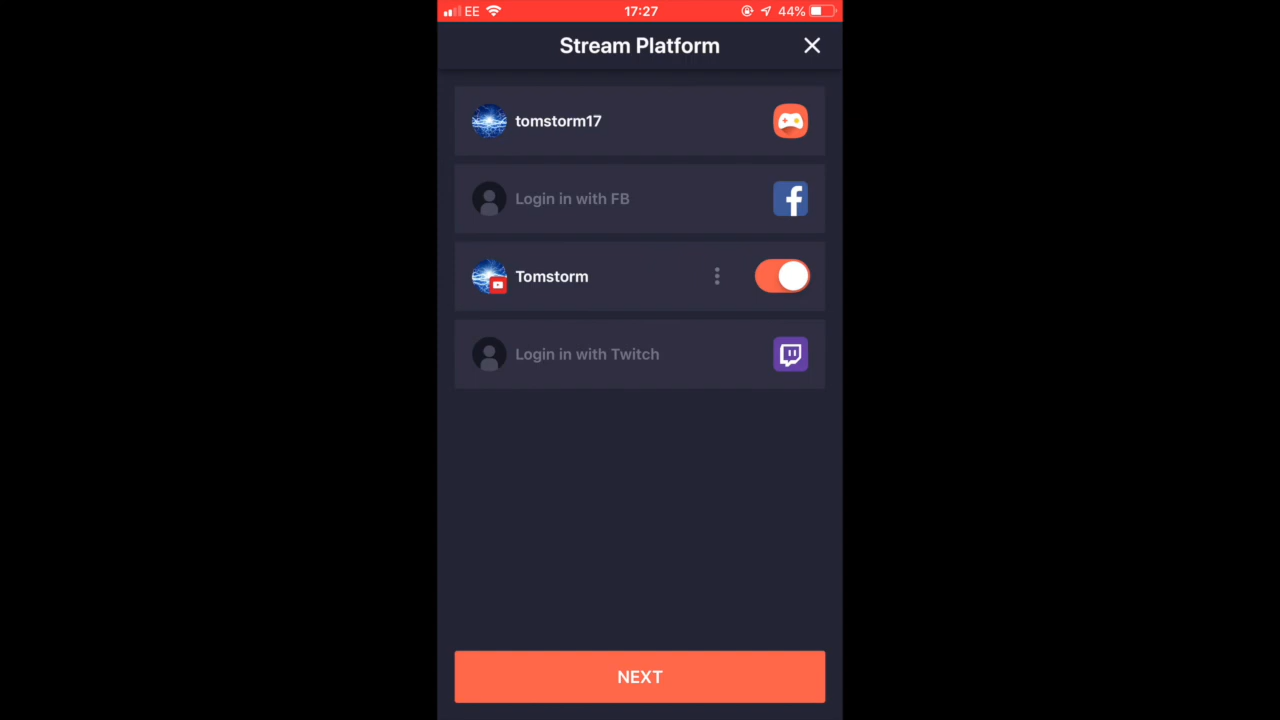 EE 17:27 44%
Stream Platform
tomstorm17
Login in with FB
Tomstorm
Login in with Twitch
NEXT